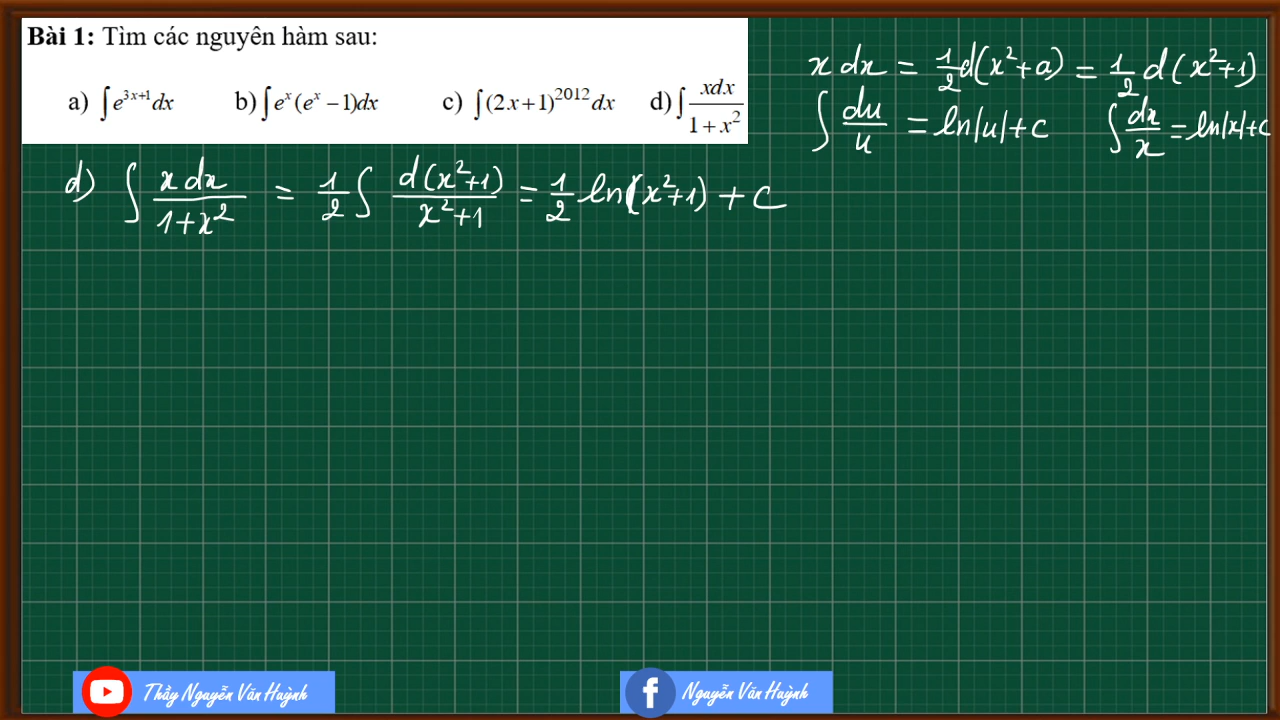 Bài 1: Tìm các nguyên hàm sau:
a) ∫e^{3x+1}dx b) ∫e^x(e^x − 1)dx c) ∫(2x+1)^{2012}dx d) ∫ xdx/(1+x^2)
x dx = 1/2 d(x^2+a) = 1/2 d(x^2+1)
∫ du/u = ln|u|+C ∫ dx/x = ln|x|+C
d) ∫ x dx/(1+x^2) = 1/2 ∫ d(x^2+1)/(x^2+1) = 1/2 ln(x^2+1) + C
Thầy Nguyễn Văn Huỳnh
f Nguyễn Văn Huỳnh